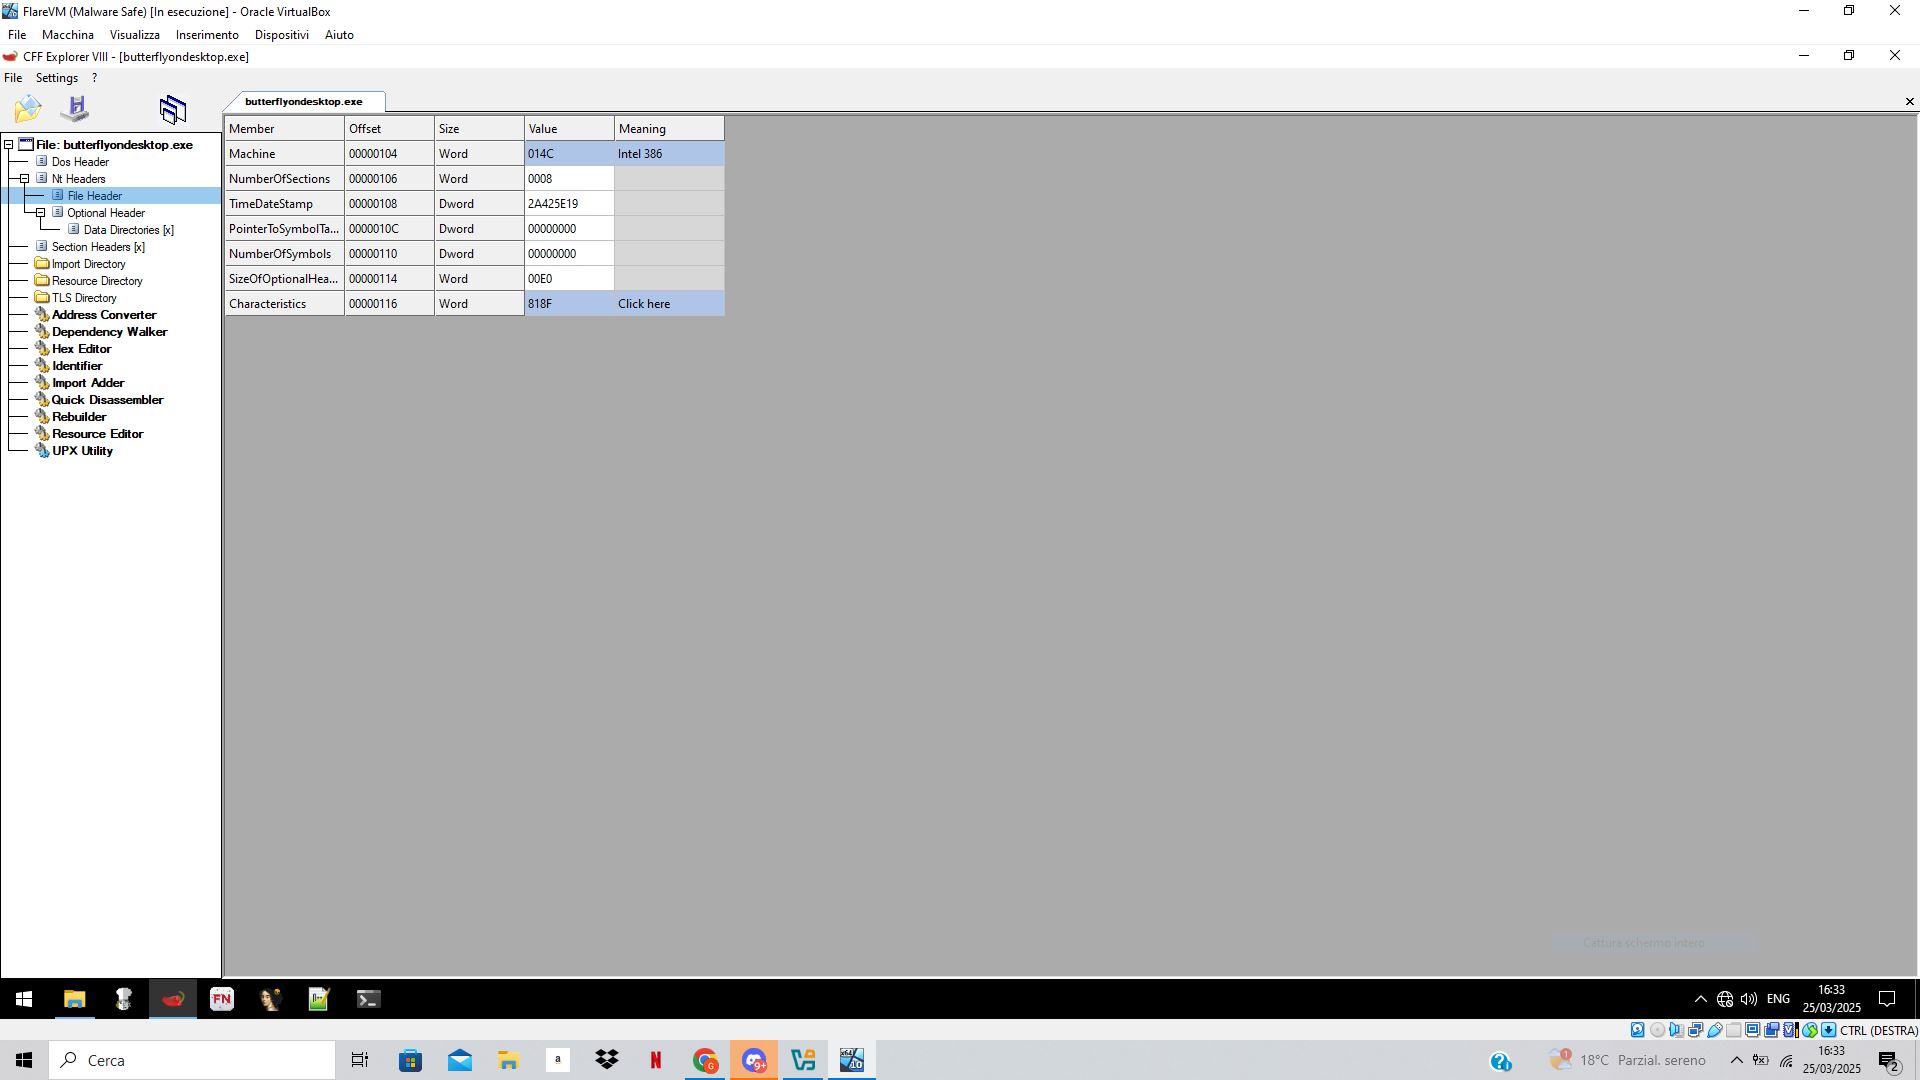 FlareVM (Malware Safe) [In esecuzione] - Oracle VirtualBox
File Macchina Visualizza Inserimento Dispositivi Aiuto
CFF Explorer VIII - [butterflyondesktop.exe]
File Settings ?
butterflyondesktop.exe
File: butterflyondesktop.exe
Dos Header
Nt Headers
File Header
Optional Header
Data Directories [x]
Section Headers [x]
Import Directory
Resource Directory
TLS Directory
Address Converter
Dependency Walker
Hex Editor
Identifier
Import Adder
Quick Disassembler
Rebuilder
Resource Editor
UPX Utility
Member Offset Size Value Meaning
Machine 00000104 Word 014C Intel 386
NumberOfSections 00000106 Word 0008
TimeDateStamp 00000108 Dword 2A425E19
PointerToSymbolTa... 0000010C Dword 00000000
NumberOfSymbols 00000110 Dword 00000000
SizeOfOptionalHea... 00000114 Word 00E0
Characteristics 00000116 Word 818F Click here
Cattura schermo intero
FN
ENG
16:33
25/03/2025
CTRL (DESTRA)
Cerca
a
N
G
9+
x64
10
1
18°C Parzial. sereno
16:33
25/03/2025
2